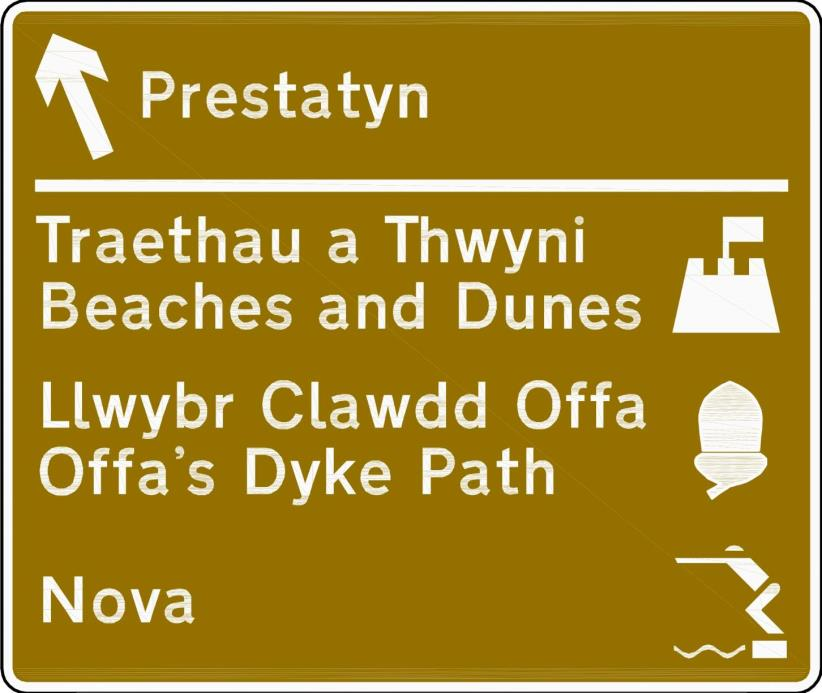 Prestatyn
Traethau a Thwyni
Beaches and Dunes
Llwybr Clawdd Offa
Offa's Dyke Path
Nova